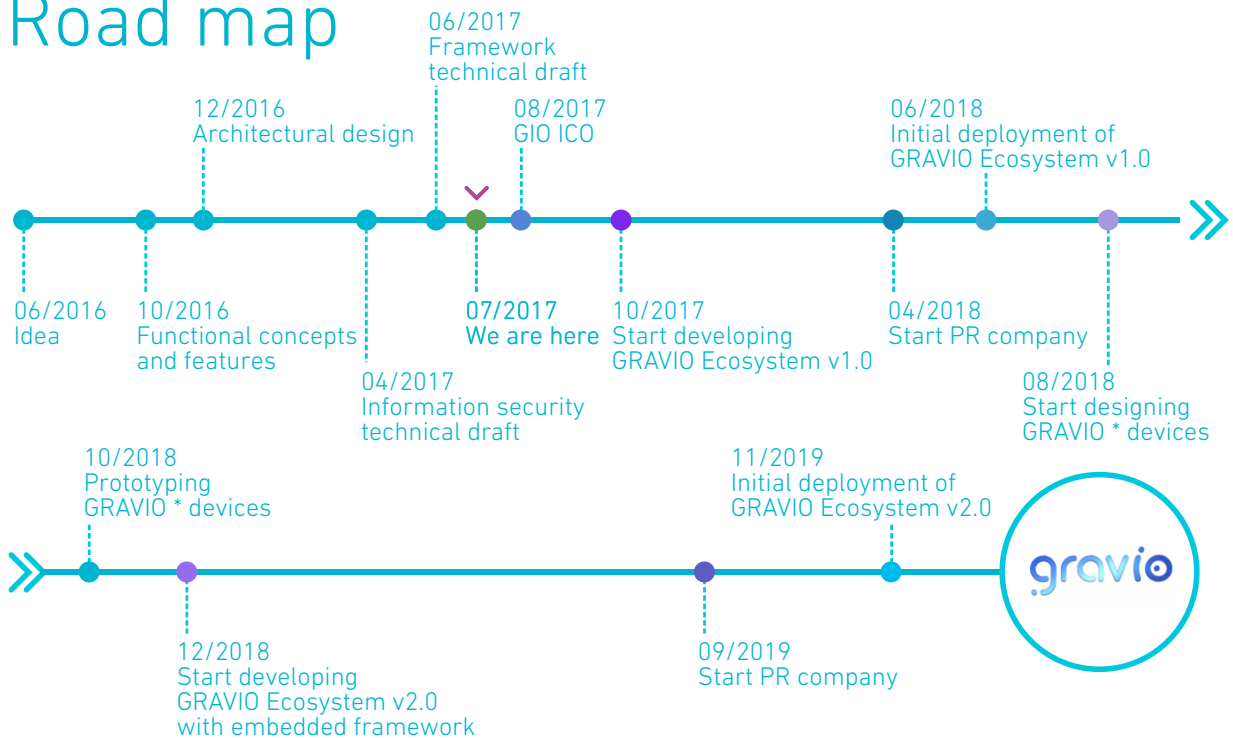 Road map
06/2016
Idea
10/2016
Functional concepts
and features
12/2016
Architectural design
04/2017
Information security
technical draft
06/2017
Framework
technical draft
07/2017
We are here
08/2017
GIO ICO
10/2017
Start developing
GRAVIO Ecosystem v1.0
04/2018
Start PR company
06/2018
Initial deployment of
GRAVIO Ecosystem v1.0
08/2018
Start designing
GRAVIO * devices
10/2018
Prototyping
GRAVIO * devices
12/2018
Start developing
GRAVIO Ecosystem v2.0
with embedded framework
09/2019
Start PR company
11/2019
Initial deployment of
GRAVIO Ecosystem v2.0
gravio